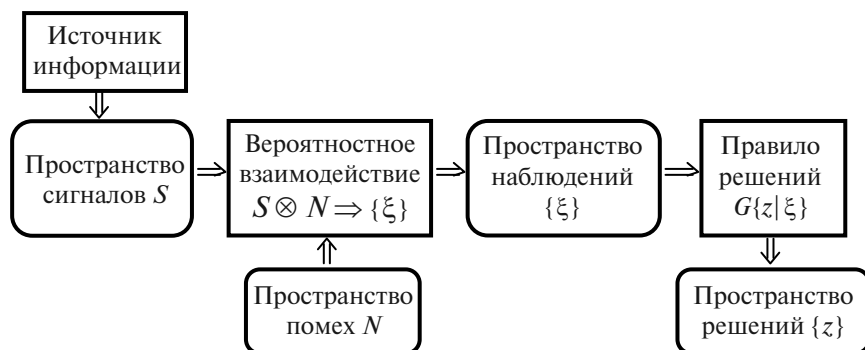 Источник
информации
Пространство
сигналов S
Вероятностное
взаимодействие
S ⊗ N ⇒ {ξ}
Пространство
наблюдений
{ξ}
Правило
решений
G{z|ξ}
Пространство
помех N
Пространство
решений {z}